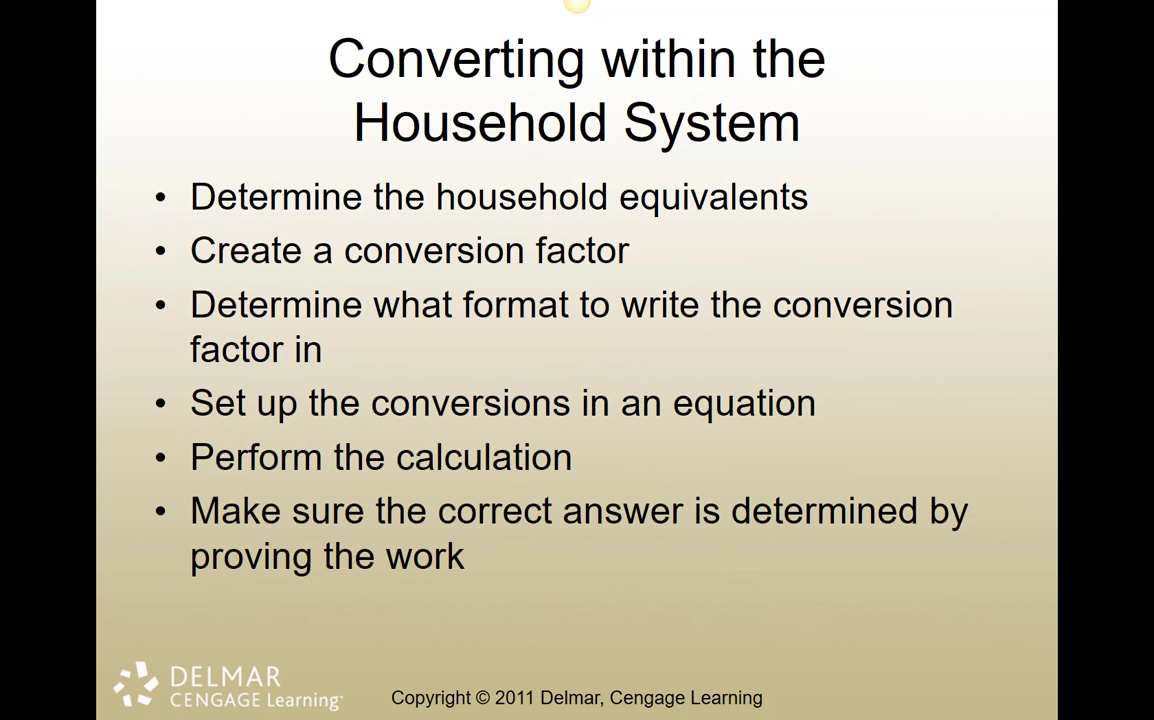 Converting within the
Household System
• Determine the household equivalents
• Create a conversion factor
• Determine what format to write the conversion
factor in
• Set up the conversions in an equation
• Perform the calculation
• Make sure the correct answer is determined by
proving the work
DELMAR
CENGAGE Learning™
Copyright © 2011 Delmar, Cengage Learning